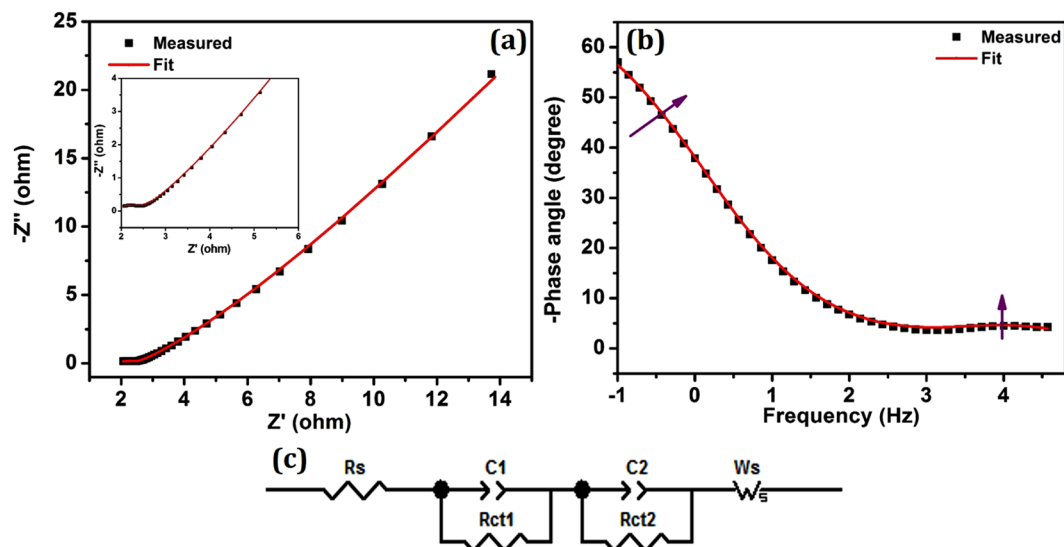 (a)
Measured
Fit
25
20
15
10
5
0
-Z'' (ohm)
2
4
6
8
10
12
14
Z' (ohm)
4
3
2
1
0
-Z'' (ohm)
2
3
4
5
6
Z' (ohm)
(b)
Measured
Fit
60
50
40
30
20
10
0
-Phase angle (degree)
-1
0
1
2
3
4
Frequency (Hz)
(c)
Rs
C1
C2
Ws
s
Rct1
Rct2